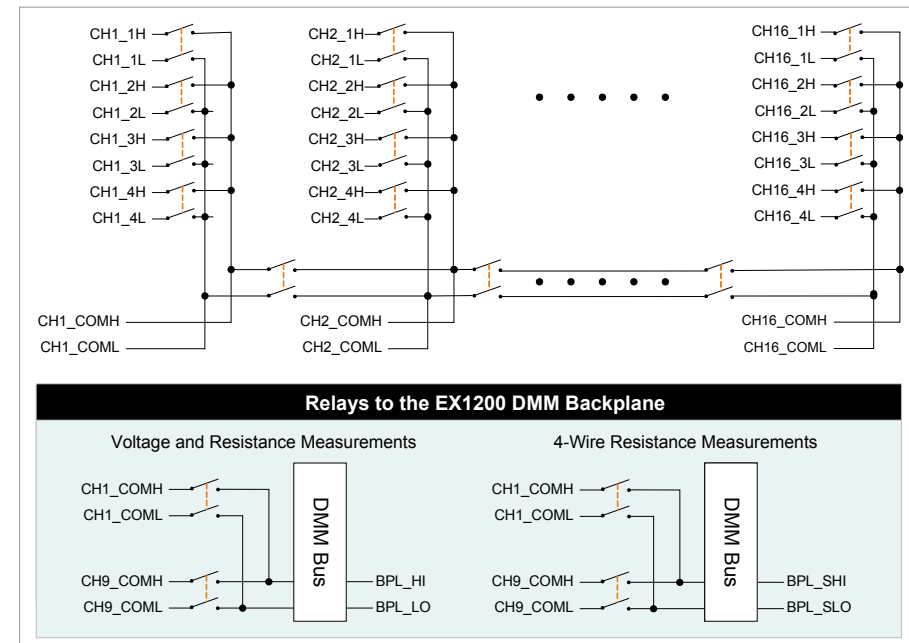 CH1_1H CH2_1H CH16_1H
CH1_1L CH2_1L CH16_1L
CH1_2H CH2_2H CH16_2H
CH1_2L CH2_2L CH16_2L
CH1_3H CH2_3H CH16_3H
CH1_3L CH2_3L CH16_3L
CH1_4H CH2_4H CH16_4H
CH1_4L CH2_4L CH16_4L
CH1_COMH CH2_COMH CH16_COMH
CH1_COML CH2_COML CH16_COML
Relays to the EX1200 DMM Backplane
Voltage and Resistance Measurements
CH1_COMH
CH1_COML
CH9_COMH
CH9_COML
DMM Bus
BPL_HI
BPL_LO
4-Wire Resistance Measurements
CH1_COMH
CH1_COML
CH9_COMH
CH9_COML
DMM Bus
BPL_SHI
BPL_SLO